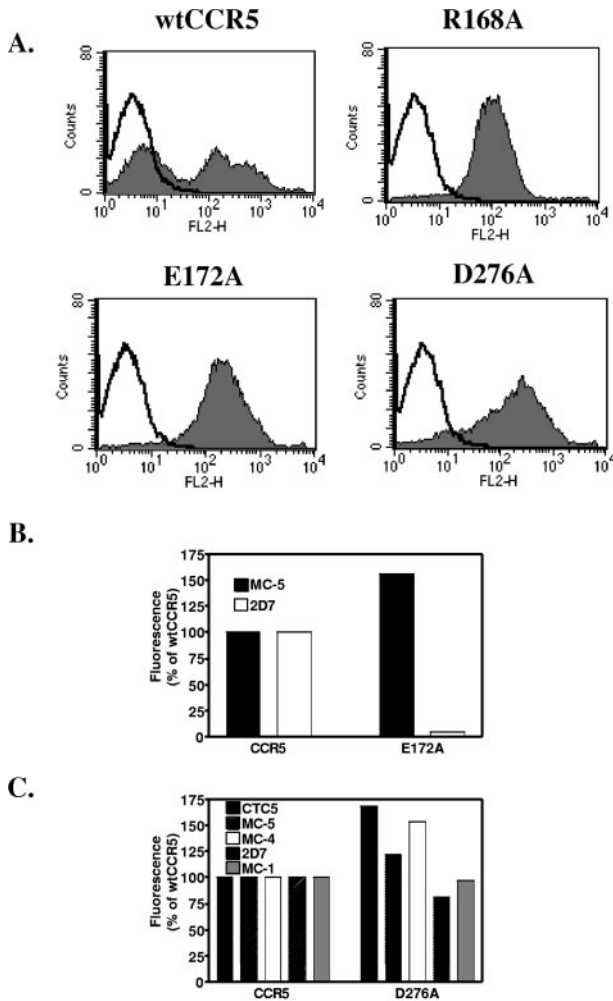 A.
wtCCR5
80
Counts
0
10^0 10^1 10^2 10^3 10^4
FL2-H
R168A
80
Counts
0
10^0 10^1 10^2 10^3 10^4
FL2-H
E172A
80
Counts
0
10^0 10^1 10^2 10^3 10^4
FL2-H
D276A
80
Counts
0
10^0 10^1 10^2 10^3 10^4
FL2-H
B.
Fluorescence
(% of wtCCR5)
175
150
125
100
75
50
25
0
MC-5
2D7
CCR5 E172A
C.
Fluorescence
(% of wtCCR5)
175
150
125
100
75
50
25
0
CTC5
MC-5
MC-4
2D7
MC-1
CCR5 D276A